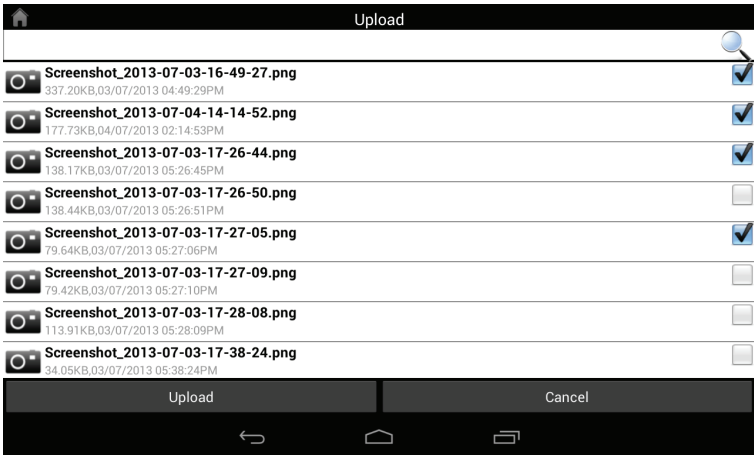 Upload
Screenshot_2013-07-03-16-49-27.png
337.20KB,03/07/2013 04:49:29PM
Screenshot_2013-07-04-14-14-52.png
177.73KB,04/07/2013 02:14:53PM
Screenshot_2013-07-03-17-26-44.png
138.17KB,03/07/2013 05:26:45PM
Screenshot_2013-07-03-17-26-50.png
138.44KB,03/07/2013 05:26:51PM
Screenshot_2013-07-03-17-27-05.png
79.64KB,03/07/2013 05:27:06PM
Screenshot_2013-07-03-17-27-09.png
79.42KB,03/07/2013 05:27:10PM
Screenshot_2013-07-03-17-28-08.png
113.91KB,03/07/2013 05:28:09PM
Screenshot_2013-07-03-17-38-24.png
34.05KB,03/07/2013 05:38:24PM
Upload Cancel